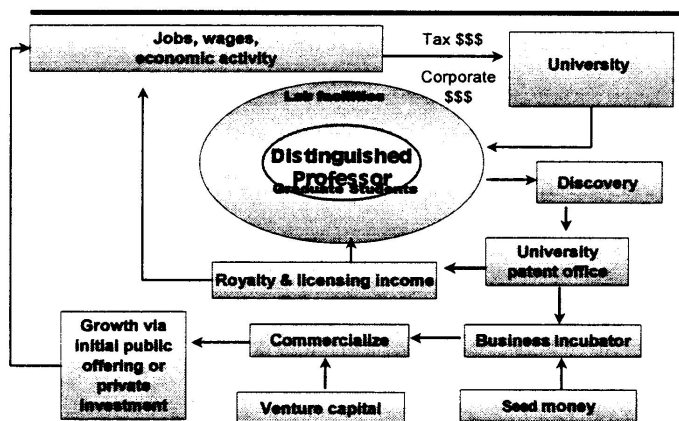 Jobs, wages,
economic activity
Tax $$$
Corporate
$$$
University
Lab facilities
Distinguished
Professor
Graduate Students
Discovery
University
patent office
Royalty & licensing income
Growth via
initial public
offering or
private
investment
Commercialize
Business incubator
Venture capital
Seed money